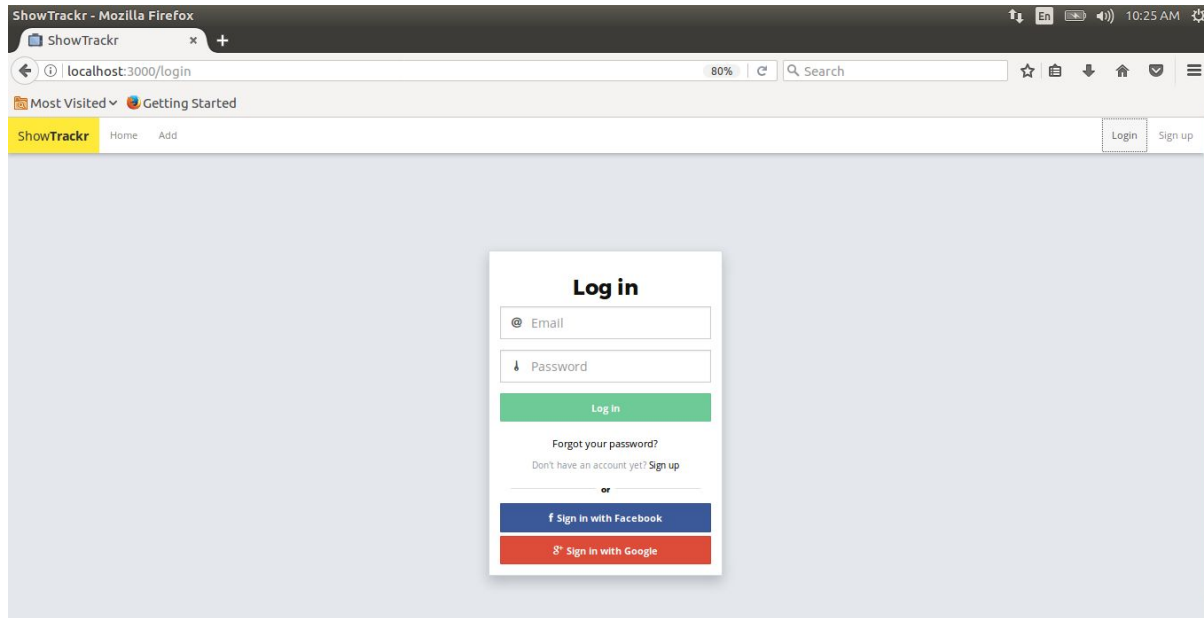 ShowTrackr - Mozilla Firefox En 10:25 AM
ShowTrackr × +
localhost:3000/login 80% Search
Most Visited Getting Started
ShowTrackr Home Add Login Sign up
Log in
@ Email
Password
Log in
Forgot your password?
Don't have an account yet? Sign up
or
f Sign in with Facebook
g+ Sign in with Google